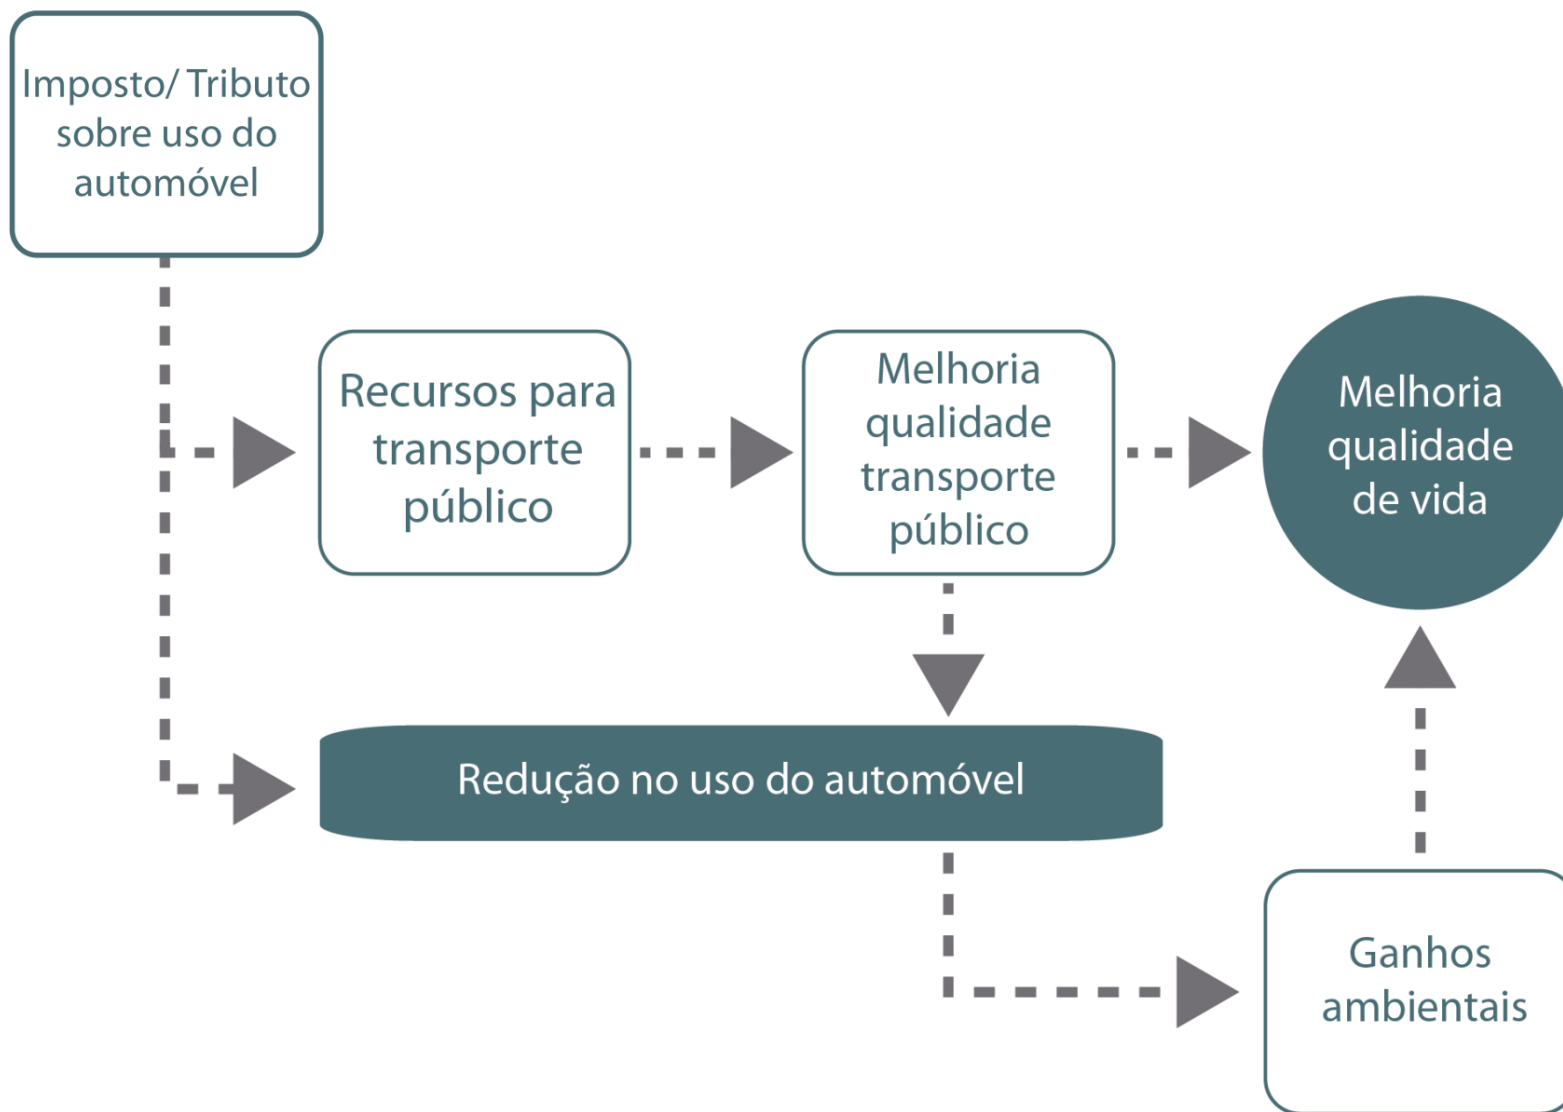 Imposto/ Tributo
sobre uso do
automóvel
Recursos para
transporte
público
Melhoria
qualidade
transporte
público
Melhoria
qualidade
de vida
Redução no uso do automóvel
Ganhos
ambientais